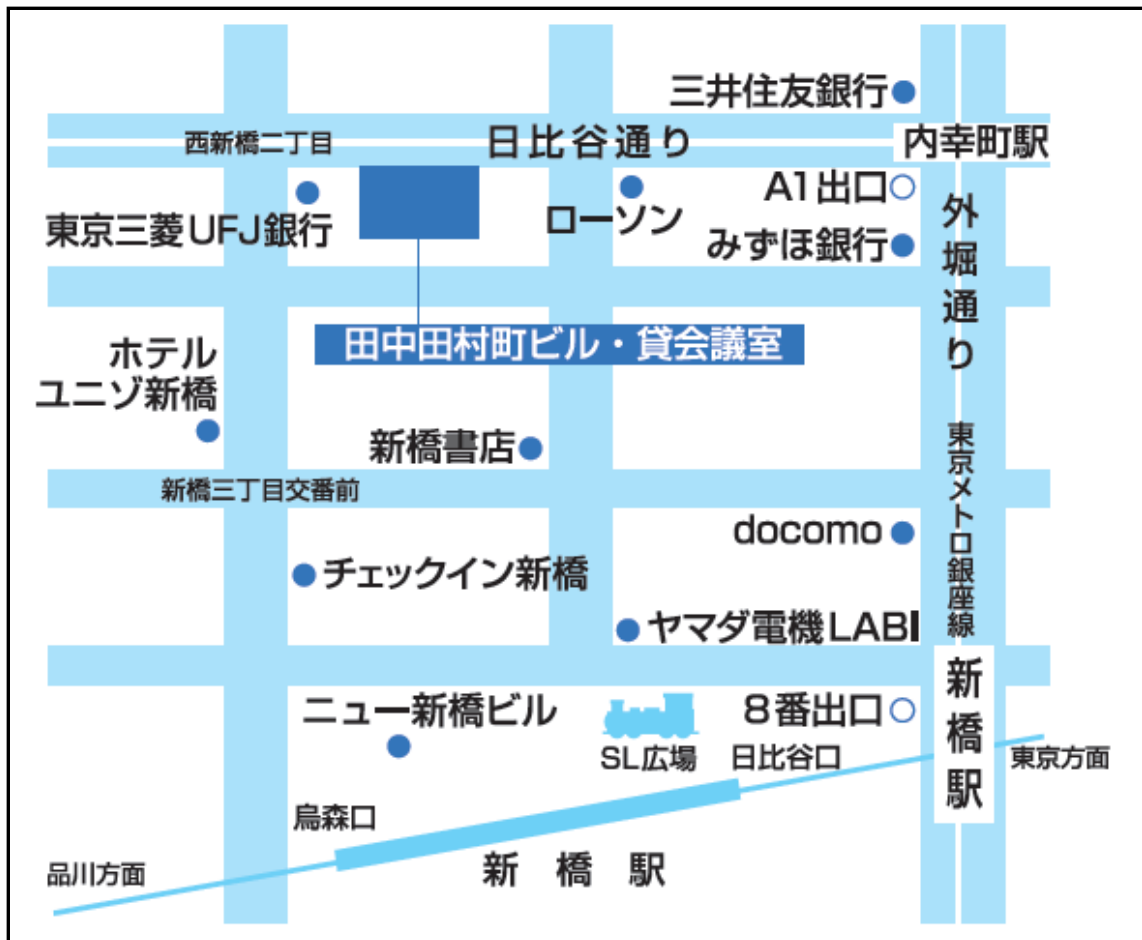 三井住友銀行
西新橋二丁目
日比谷通り
内幸町駅
A1出口
東京三菱UFJ銀行
ローソン
みずほ銀行
外堀通り
田中田村町ビル・貸会議室
ホテル
ユニゾ新橋
新橋書店
東京メトロ銀座線
新橋三丁目交番前
docomo
チェックイン新橋
ヤマダ電機LABI
新橋駅
ニュー新橋ビル
8番出口
SL広場
日比谷口
東京方面
烏森口
品川方面
新橋駅